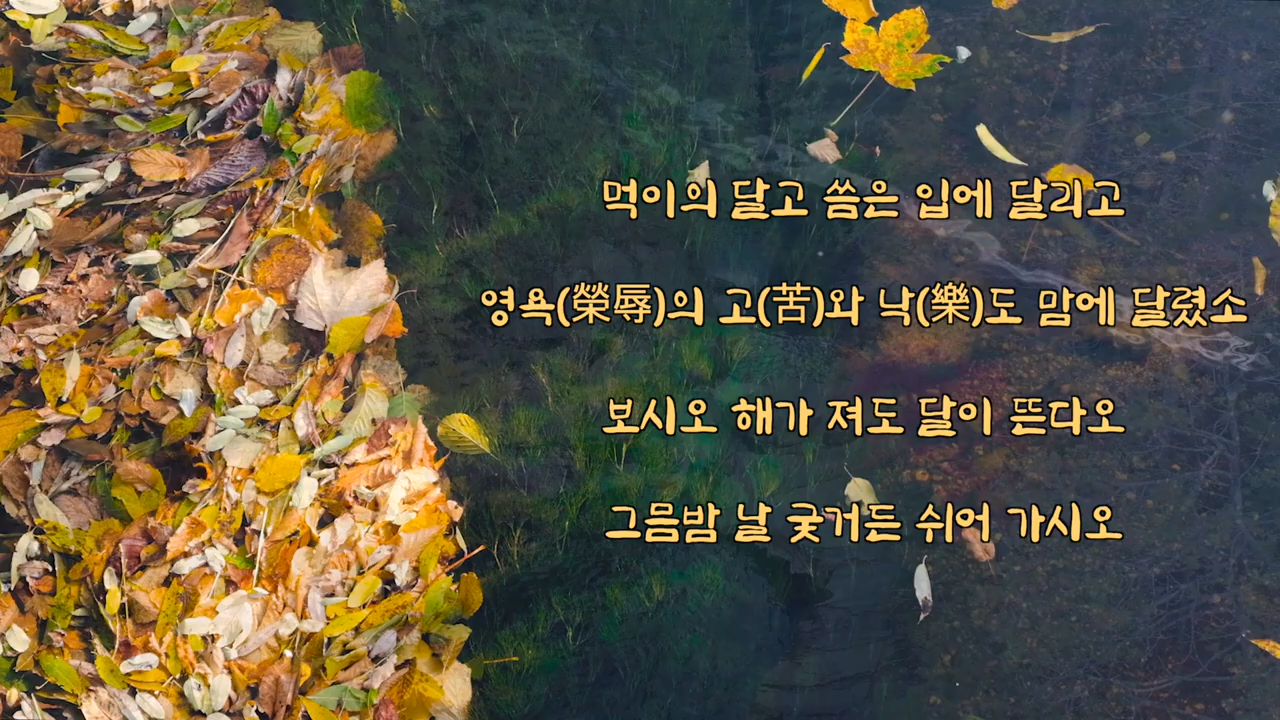 먹이의 달고 씀은 입에 달리고
영욕(榮辱)의 고(苦)와 낙(樂)도 맘에 달렸소
보시오 해가 져도 달이 뜬다오
그믐밤 날 궂거든 쉬어 가시오